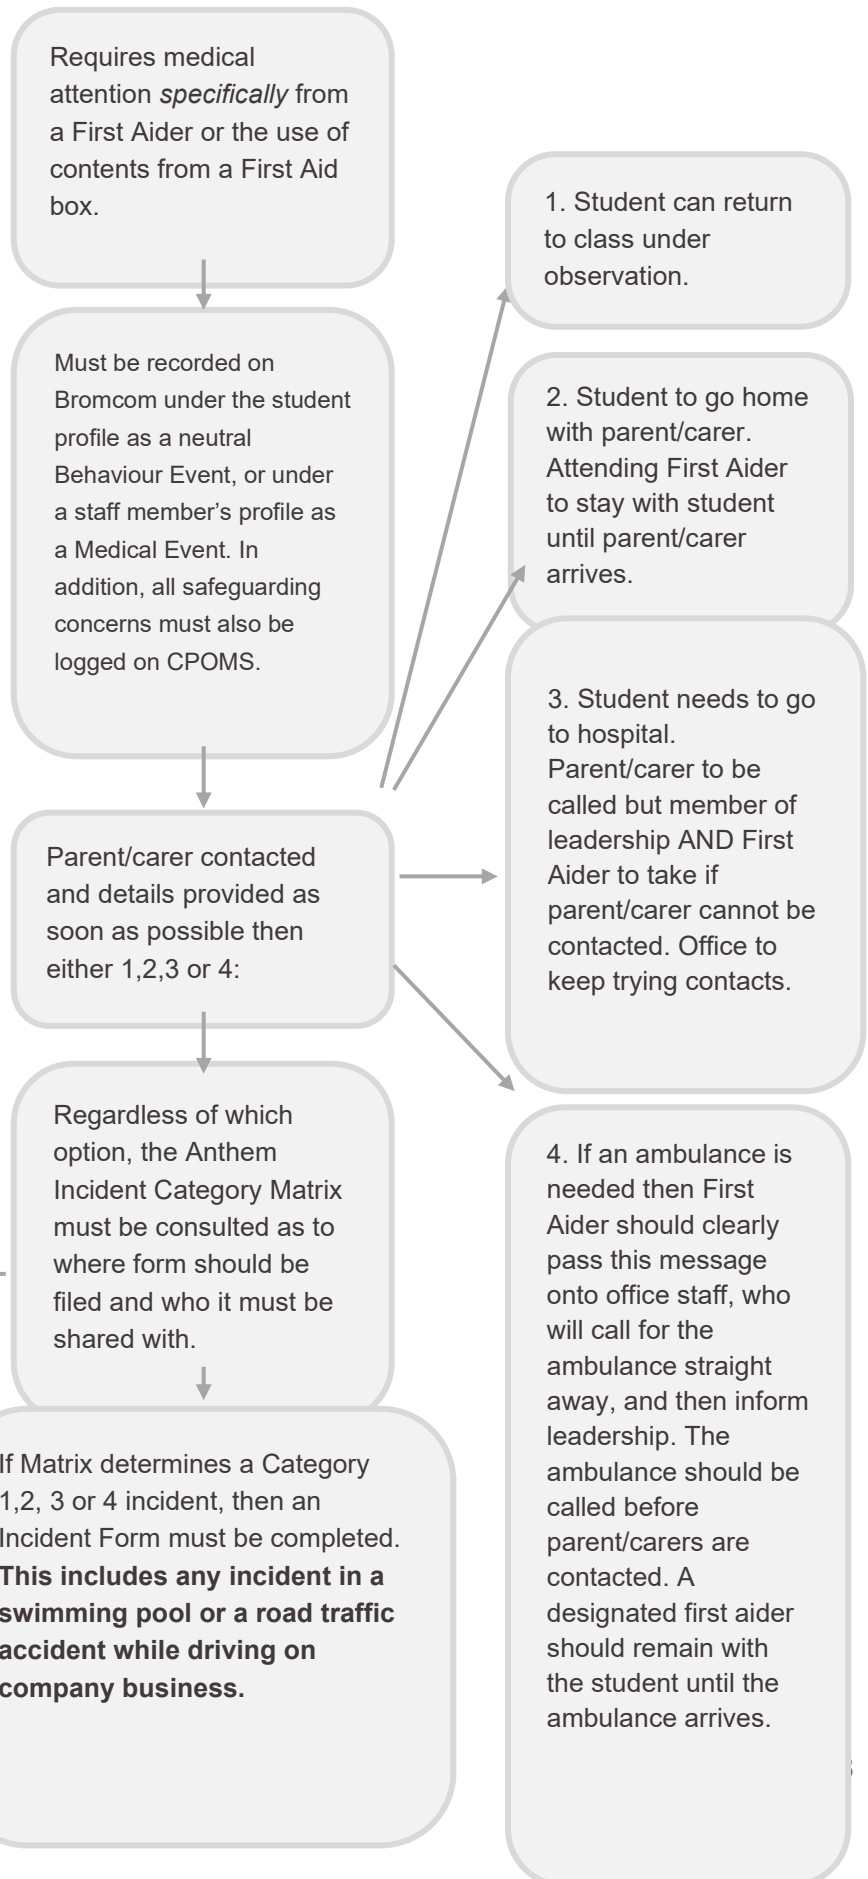 Requires medical
attention specifically from
a First Aider or the use of
contents from a First Aid
box.
Must be recorded on
Bromcom under the student
profile as a neutral
Behaviour Event, or under
a staff member’s profile as
a Medical Event. In
addition, all safeguarding
concerns must also be
logged on CPOMS.
Parent/carer contacted
and details provided as
soon as possible then
either 1,2,3 or 4:
Regardless of which
option, the Anthem
Incident Category Matrix
must be consulted as to
where form should be
filed and who it must be
shared with.
If Matrix determines a Category
1,2, 3 or 4 incident, then an
Incident Form must be completed.
This includes any incident in a
swimming pool or a road traffic
accident while driving on
company business.
1. Student can return
to class under
observation.
2. Student to go home
with parent/carer.
Attending First Aider
to stay with student
until parent/carer
arrives.
3. Student needs to go
to hospital.
Parent/carer to be
called but member of
leadership AND First
Aider to take if
parent/carer cannot be
contacted. Office to
keep trying contacts.
4. If an ambulance is
needed then First
Aider should clearly
pass this message
onto office staff, who
will call for the
ambulance straight
away, and then inform
leadership. The
ambulance should be
called before
parent/carers are
contacted. A
designated first aider
should remain with
the student until the
ambulance arrives.